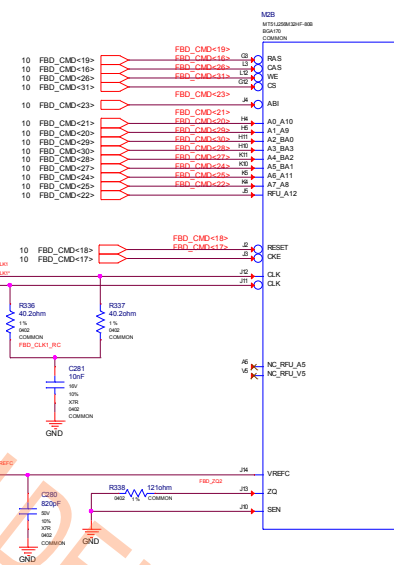 M2B
MT51J256M32HF-80B
BGA170
COMMON
FBD_CMD<19>
10 FBD_CMD<19> FBD_CMD<16> G3 RAS
10 FBD_CMD<16> FBD_CMD<26> L3 CAS
10 FBD_CMD<26> FBD_CMD<31> L12 WE
10 FBD_CMD<31> G12 CS
FBD_CMD<23>
10 FBD_CMD<23> J4 ABI
FBD_CMD<21>
10 FBD_CMD<21> FBD_CMD<20> H4 A0_A10
10 FBD_CMD<20> FBD_CMD<29> H5 A1_A9
10 FBD_CMD<29> FBD_CMD<30> H11 A2_BA0
10 FBD_CMD<30> FBD_CMD<28> H10 A3_BA3
10 FBD_CMD<28> FBD_CMD<27> K11 A4_BA2
10 FBD_CMD<27> FBD_CMD<24> K10 A5_BA1
10 FBD_CMD<24> FBD_CMD<25> K5 A6_A11
10 FBD_CMD<25> FBD_CMD<22> K4 A7_A8
10 FBD_CMD<22> J5 RFU_A12
FBD_CMD<18>
10 FBD_CMD<18> FBD_CMD<17> J2 RESET
10 FBD_CMD<17> J3 CKE
J12 CLK
J11 CLK
R336
40.2ohm
1%
0402
COMMON
FBD_CLK1_RC
R337
40.2ohm
1%
0402
COMMON
C281
10nF
16V
10%
X7R
0402
COMMON
GND
A5 NC_RFU_A5
V5 NC_RFU_V5
J14 VREFC
R338 121ohm FBD_ZQ2 J13 ZQ
0402 1% COMMON
J10 SEN
C280
820pF
50V
10%
X7R
0402
COMMON
GND
GND